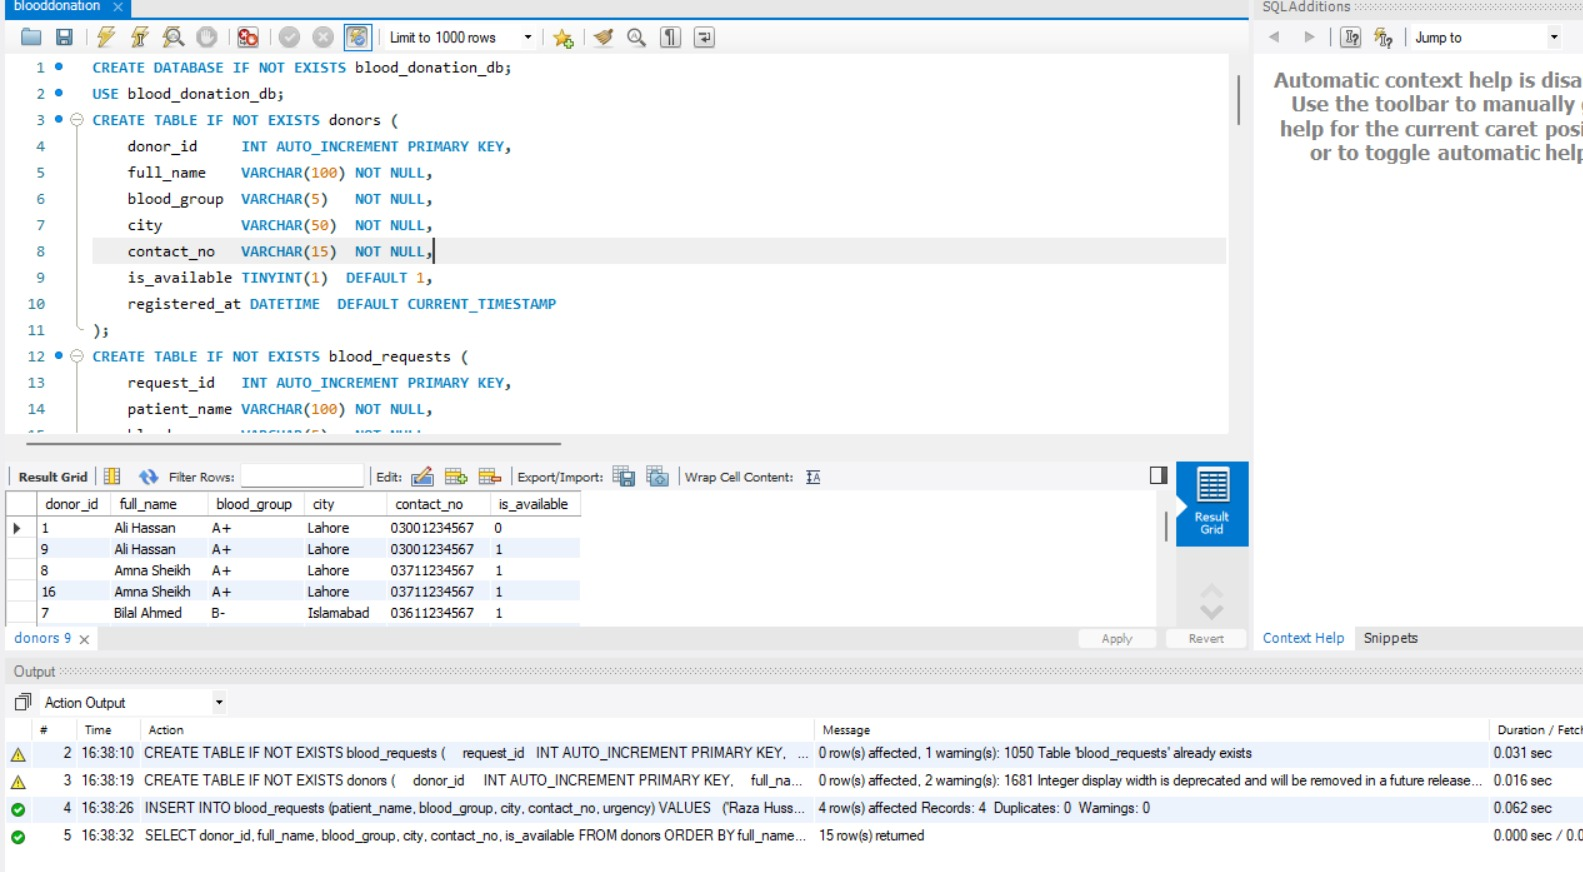 blooddonation ×
SQLAdditions
Limit to 1000 rows
Jump to
1 CREATE DATABASE IF NOT EXISTS blood_donation_db;
2 USE blood_donation_db;
3 CREATE TABLE IF NOT EXISTS donors (
4 donor_id INT AUTO_INCREMENT PRIMARY KEY,
5 full_name VARCHAR(100) NOT NULL,
6 blood_group VARCHAR(5) NOT NULL,
7 city VARCHAR(50) NOT NULL,
8 contact_no VARCHAR(15) NOT NULL,
9 is_available TINYINT(1) DEFAULT 1,
10 registered_at DATETIME DEFAULT CURRENT_TIMESTAMP
11 );
12 CREATE TABLE IF NOT EXISTS blood_requests (
13 request_id INT AUTO_INCREMENT PRIMARY KEY,
14 patient_name VARCHAR(100) NOT NULL,
Automatic context help is disa
Use the toolbar to manually
help for the current caret posi
or to toggle automatic help
Result Grid Filter Rows: Edit: Export/Import: Wrap Cell Content:
donor_id full_name blood_group city contact_no is_available
1 Ali Hassan A+ Lahore 03001234567 0
9 Ali Hassan A+ Lahore 03001234567 1
8 Amna Sheikh A+ Lahore 03711234567 1
16 Amna Sheikh A+ Lahore 03711234567 1
7 Bilal Ahmed B- Islamabad 03611234567 1
Result
Grid
donors 9 ×
Apply Revert
Context Help Snippets
Output
Action Output
# Time Action Message Duration / Fetch
2 16:38:10 CREATE TABLE IF NOT EXISTS blood_requests ( request_id INT AUTO_INCREMENT PRIMARY KEY, ... 0 row(s) affected, 1 warning(s): 1050 Table 'blood_requests' already exists 0.031 sec
3 16:38:19 CREATE TABLE IF NOT EXISTS donors ( donor_id INT AUTO_INCREMENT PRIMARY KEY, full_na... 0 row(s) affected, 2 warning(s): 1681 Integer display width is deprecated and will be removed in a future release... 0.016 sec
4 16:38:26 INSERT INTO blood_requests (patient_name, blood_group, city, contact_no, urgency) VALUES ('Raza Huss... 4 row(s) affected Records: 4 Duplicates: 0 Warnings: 0 0.062 sec
5 16:38:32 SELECT donor_id, full_name, blood_group, city, contact_no, is_available FROM donors ORDER BY full_name... 15 row(s) returned 0.000 sec / 0.0